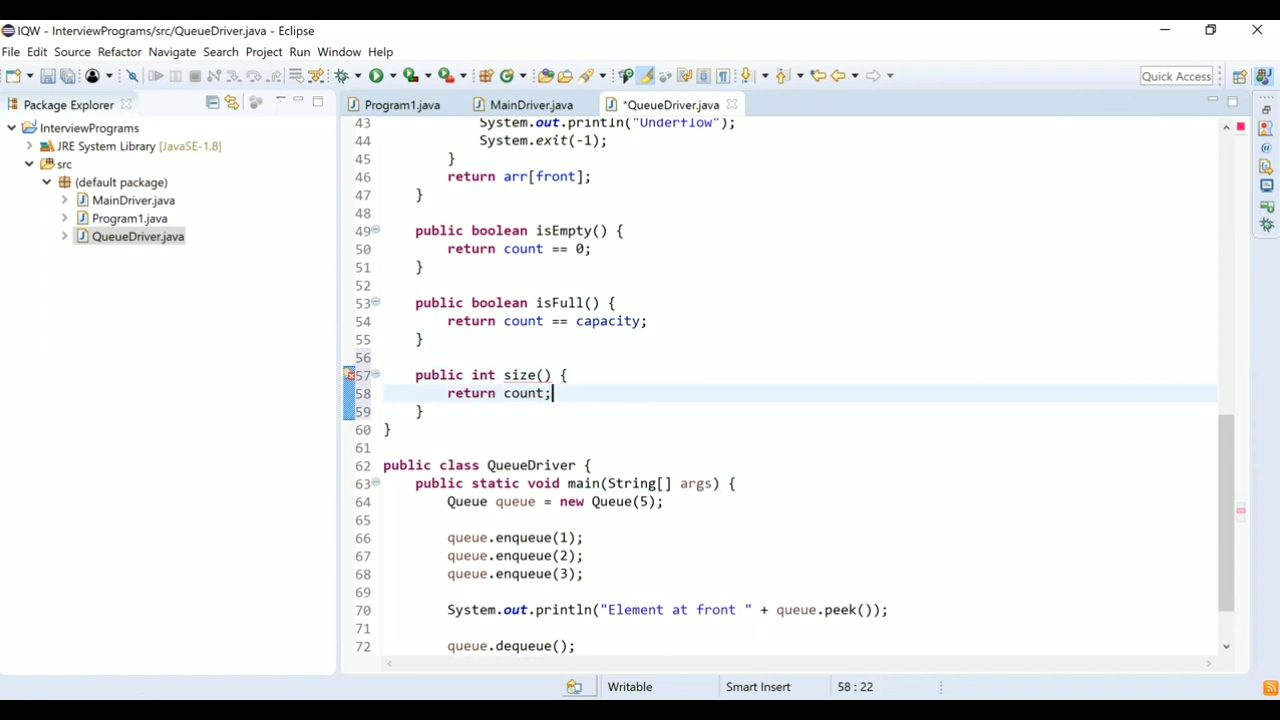 IQW - InterviewPrograms/src/QueueDriver.java - Eclipse
File Edit Source Refactor Navigate Search Project Run Window Help
Quick Access
Package Explorer
Program1.java MainDriver.java *QueueDriver.java
InterviewPrograms
JRE System Library [JavaSE-1.8]
src
(default package)
MainDriver.java
Program1.java
QueueDriver.java
43 System.out.println("Underflow");
44 System.exit(-1);
45 }
46 return arr[front];
47 }
48
49 public boolean isEmpty() {
50 return count == 0;
51 }
52
53 public boolean isFull() {
54 return count == capacity;
55 }
56
57 public int size() {
58 return count;
59 }
60 }
61
62 public class QueueDriver {
63 public static void main(String[] args) {
64 Queue queue = new Queue(5);
65
66 queue.enqueue(1);
67 queue.enqueue(2);
68 queue.enqueue(3);
69
70 System.out.println("Element at front " + queue.peek());
71
72 queue.dequeue();
Writable Smart Insert 58 : 22